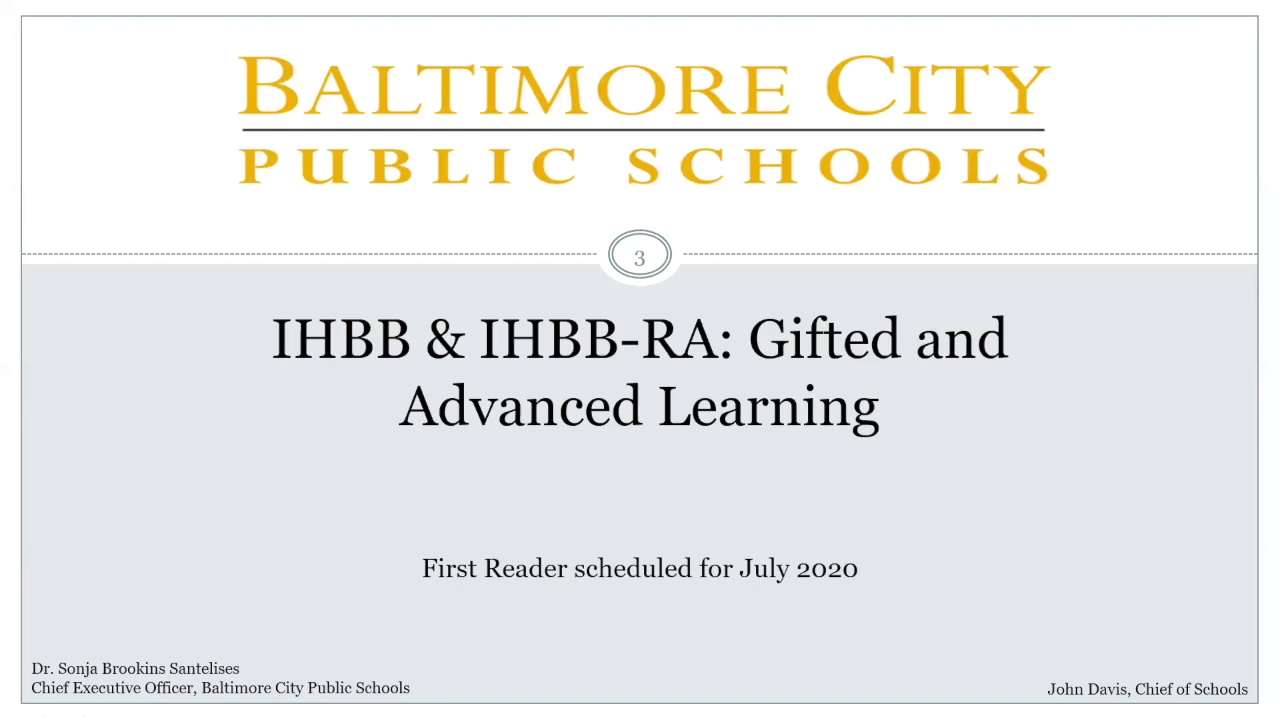 BALTIMORE CITY
PUBLIC SCHOOLS
3
IHBB & IHBB-RA: Gifted and
Advanced Learning
First Reader scheduled for July 2020
Dr. Sonja Brookins Santelises
Chief Executive Officer, Baltimore City Public Schools
John Davis, Chief of Schools